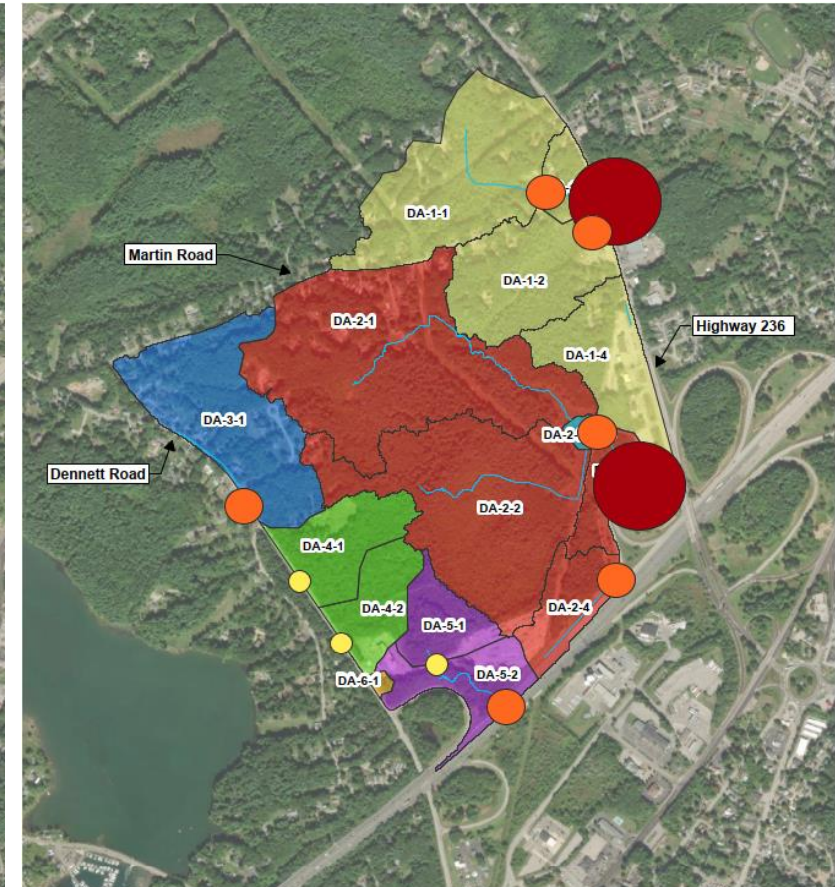 DA-1-1
Martin Road
DA-1-2
DA-2-1
Highway 236
DA-1-4
DA-3-1
DA-2-
Dennett Road
DA-2-2
DA-4-1
DA-4-2
DA-2-4
DA-5-1
DA-6-1
DA-5-2